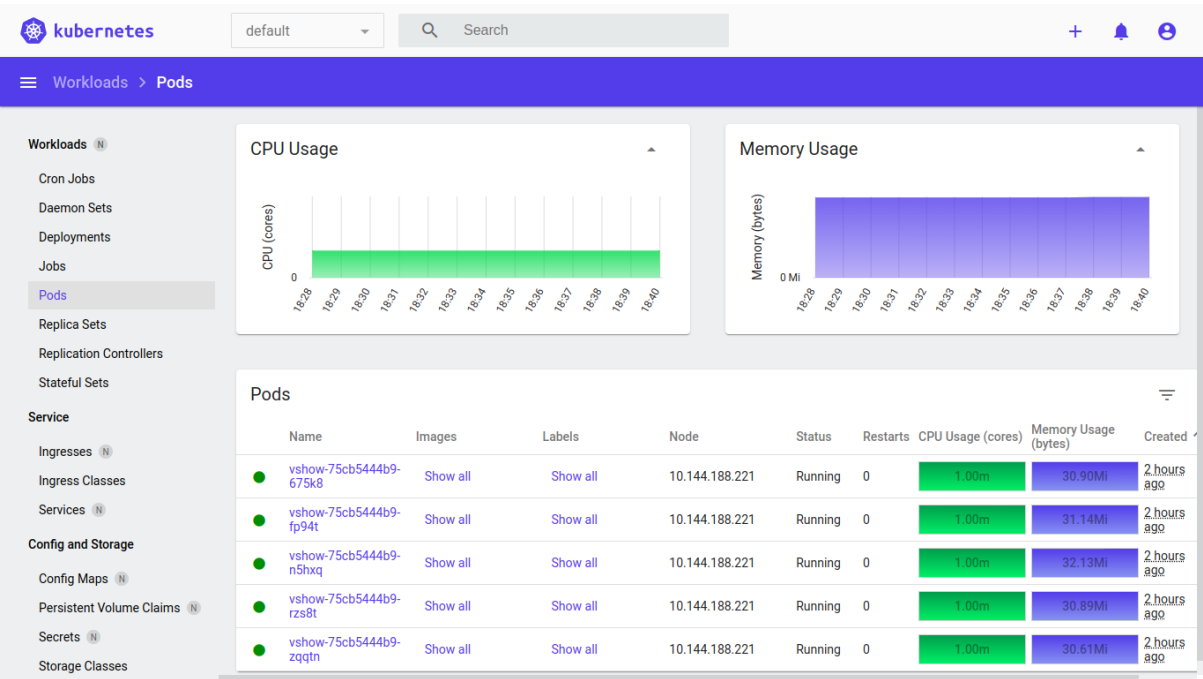 kubernetes
default
Search
Workloads > Pods
Workloads N
Cron Jobs
Daemon Sets
Deployments
Jobs
Pods
Replica Sets
Replication Controllers
Stateful Sets
Service
Ingresses N
Ingress Classes
Services N
Config and Storage
Config Maps N
Persistent Volume Claims N
Secrets N
Storage Classes
CPU Usage
CPU (cores)
0
18:28 18:29 18:30 18:31 18:32 18:33 18:34 18:35 18:36 18:37 18:38 18:39 18:40
Memory Usage
Memory (bytes)
0 Mi
18:28 18:29 18:30 18:31 18:32 18:33 18:34 18:35 18:36 18:37 18:38 18:39 18:40
Pods
Name Images Labels Node Status Restarts CPU Usage (cores) Memory Usage (bytes) Created
vshow-75cb5444b9-
675k8 Show all Show all 10.144.188.221 Running 0 1.00m 30.90Mi 2 hours ago
vshow-75cb5444b9-
fp94t Show all Show all 10.144.188.221 Running 0 1.00m 31.14Mi 2 hours ago
vshow-75cb5444b9-
n5hxq Show all Show all 10.144.188.221 Running 0 1.00m 32.13Mi 2 hours ago
vshow-75cb5444b9-
rzs8t Show all Show all 10.144.188.221 Running 0 1.00m 30.89Mi 2 hours ago
vshow-75cb5444b9-
zqqtn Show all Show all 10.144.188.221 Running 0 1.00m 30.61Mi 2 hours ago